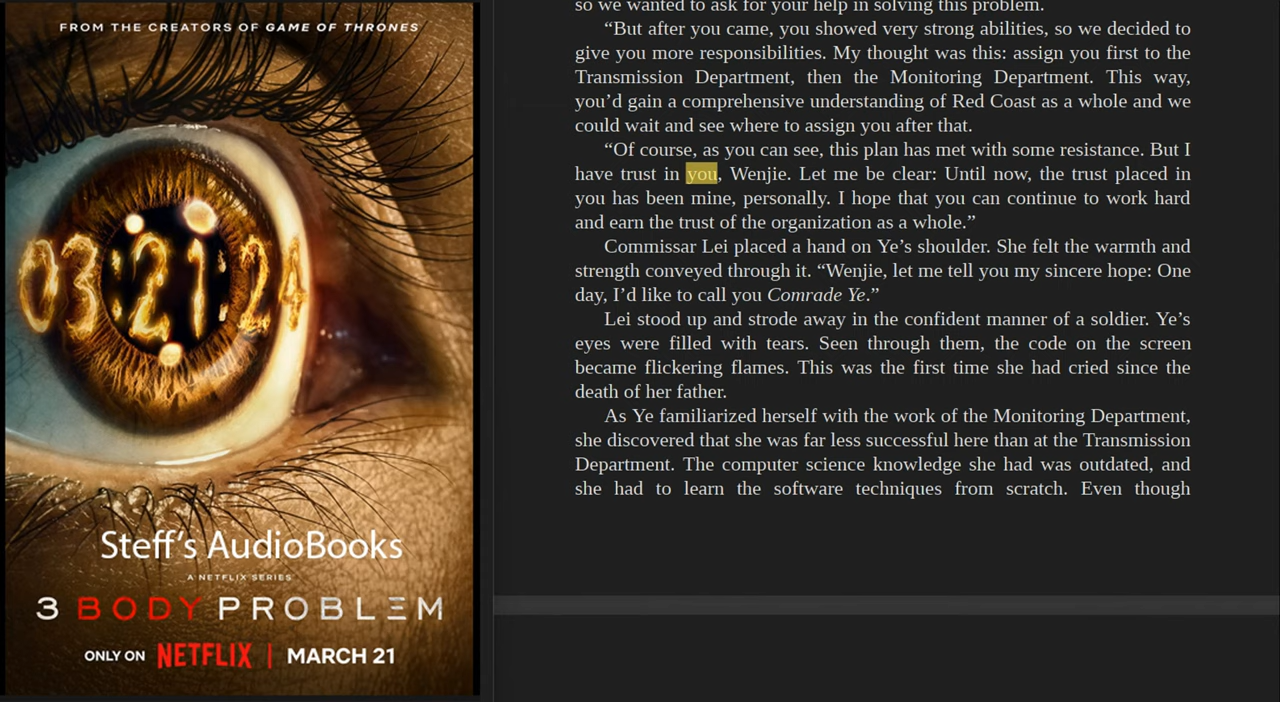 FROM THE CREATORS OF GAME OF THRONES
03:21:24
Steff's AudioBooks
A NETFLIX SERIES
3 BODY PROBLEM
ONLY ON NETFLIX | MARCH 21
so we wanted to ask for your help in solving this problem.
“But after you came, you showed very strong abilities, so we decided to
give you more responsibilities. My thought was this: assign you first to the
Transmission Department, then the Monitoring Department. This way,
you’d gain a comprehensive understanding of Red Coast as a whole and we
could wait and see where to assign you after that.
“Of course, as you can see, this plan has met with some resistance. But I
have trust in you, Wenjie. Let me be clear: Until now, the trust placed in
you has been mine, personally. I hope that you can continue to work hard
and earn the trust of the organization as a whole.”
Commissar Lei placed a hand on Ye’s shoulder. She felt the warmth and
strength conveyed through it. “Wenjie, let me tell you my sincere hope: One
day, I’d like to call you Comrade Ye.”
Lei stood up and strode away in the confident manner of a soldier. Ye’s
eyes were filled with tears. Seen through them, the code on the screen
became flickering flames. This was the first time she had cried since the
death of her father.
As Ye familiarized herself with the work of the Monitoring Department,
she discovered that she was far less successful here than at the Transmission
Department. The computer science knowledge she had was outdated, and
she had to learn the software techniques from scratch. Even though